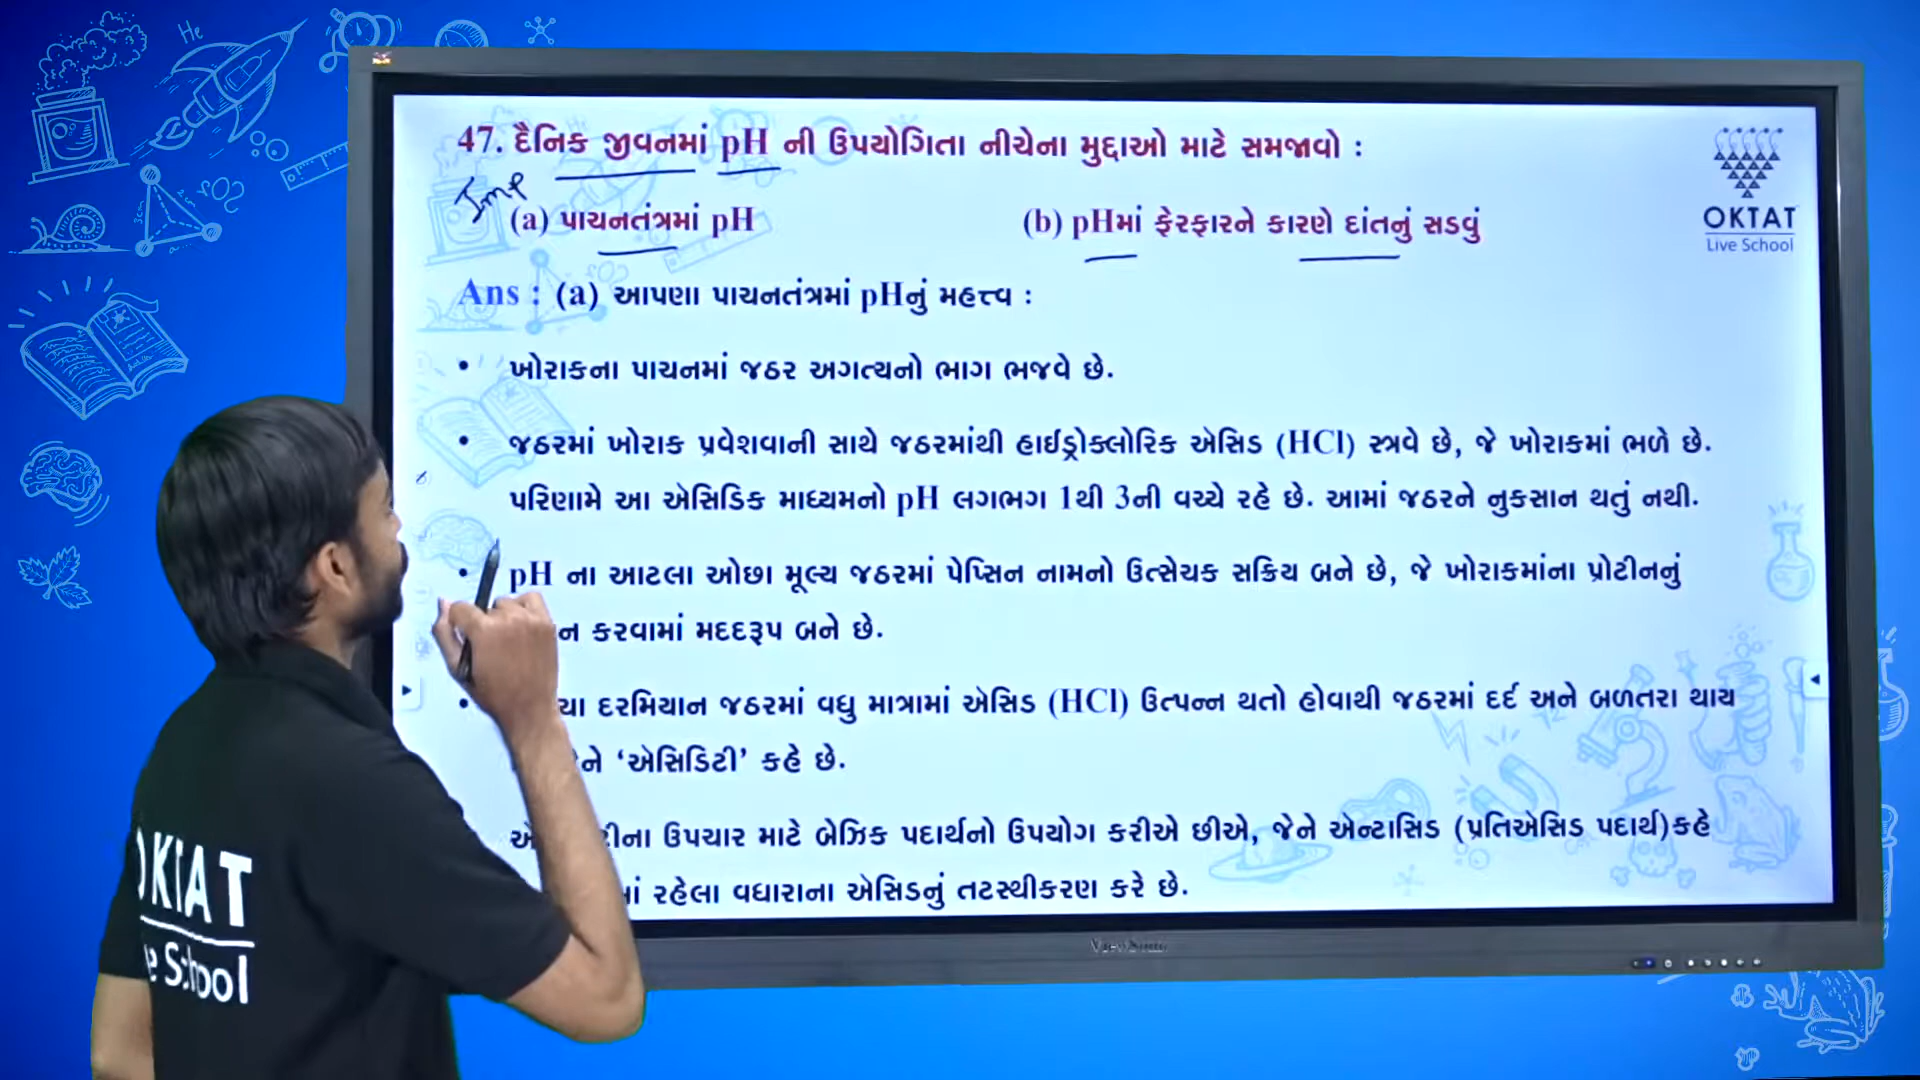 47. દૈનિક જીવનમાં pH ની ઉપયોગિતા નીચેના મુદ્દાઓ માટે સમજાવો :
Imp
(a) પાચનતંત્રમાં pH (b) pHમાં ફેરફારને કારણે દાંતનું સડવું
OKTAT
Live School
Ans : (a) આપણા પાચનતંત્રમાં pHનું મહત્ત્વ :
• ખોરાકના પાચનમાં જઠર અગત્યનો ભાગ ભજવે છે.
• જઠરમાં ખોરાક પ્રવેશવાની સાથે જઠરમાંથી હાઈડ્રોક્લોરિક એસિડ (HCl) સ્ત્રવે છે, જે ખોરાકમાં ભળે છે.
પરિણામે આ એસિડિક માધ્યમનો pH લગભગ 1થી 3ની વચ્ચે રહે છે. આમાં જઠરને નુકસાન થતું નથી.
• pH ના આટલા ઓછા મૂલ્ય જઠરમાં પેપ્સિન નામનો ઉત્સેચક સક્રિય બને છે, જે ખોરાકમાંના પ્રોટીનનું
ન કરવામાં મદદરૂપ બને છે.
• યા દરમિયાન જઠરમાં વધુ માત્રામાં એસિડ (HCl) ઉત્પન્ન થતો હોવાથી જઠરમાં દર્દ અને બળતરા થાય
ને ‘એસિડિટી’ કહે છે.
ના ઉપચાર માટે બેઝિક પદાર્થનો ઉપયોગ કરીએ છીએ, જેને એન્ટાસિડ (પ્રતિએસિડ પદાર્થ)કહે
રહેલા વધારાના એસિડનું તટસ્થીકરણ કરે છે.
ViewSonic
OKTAT
School
He